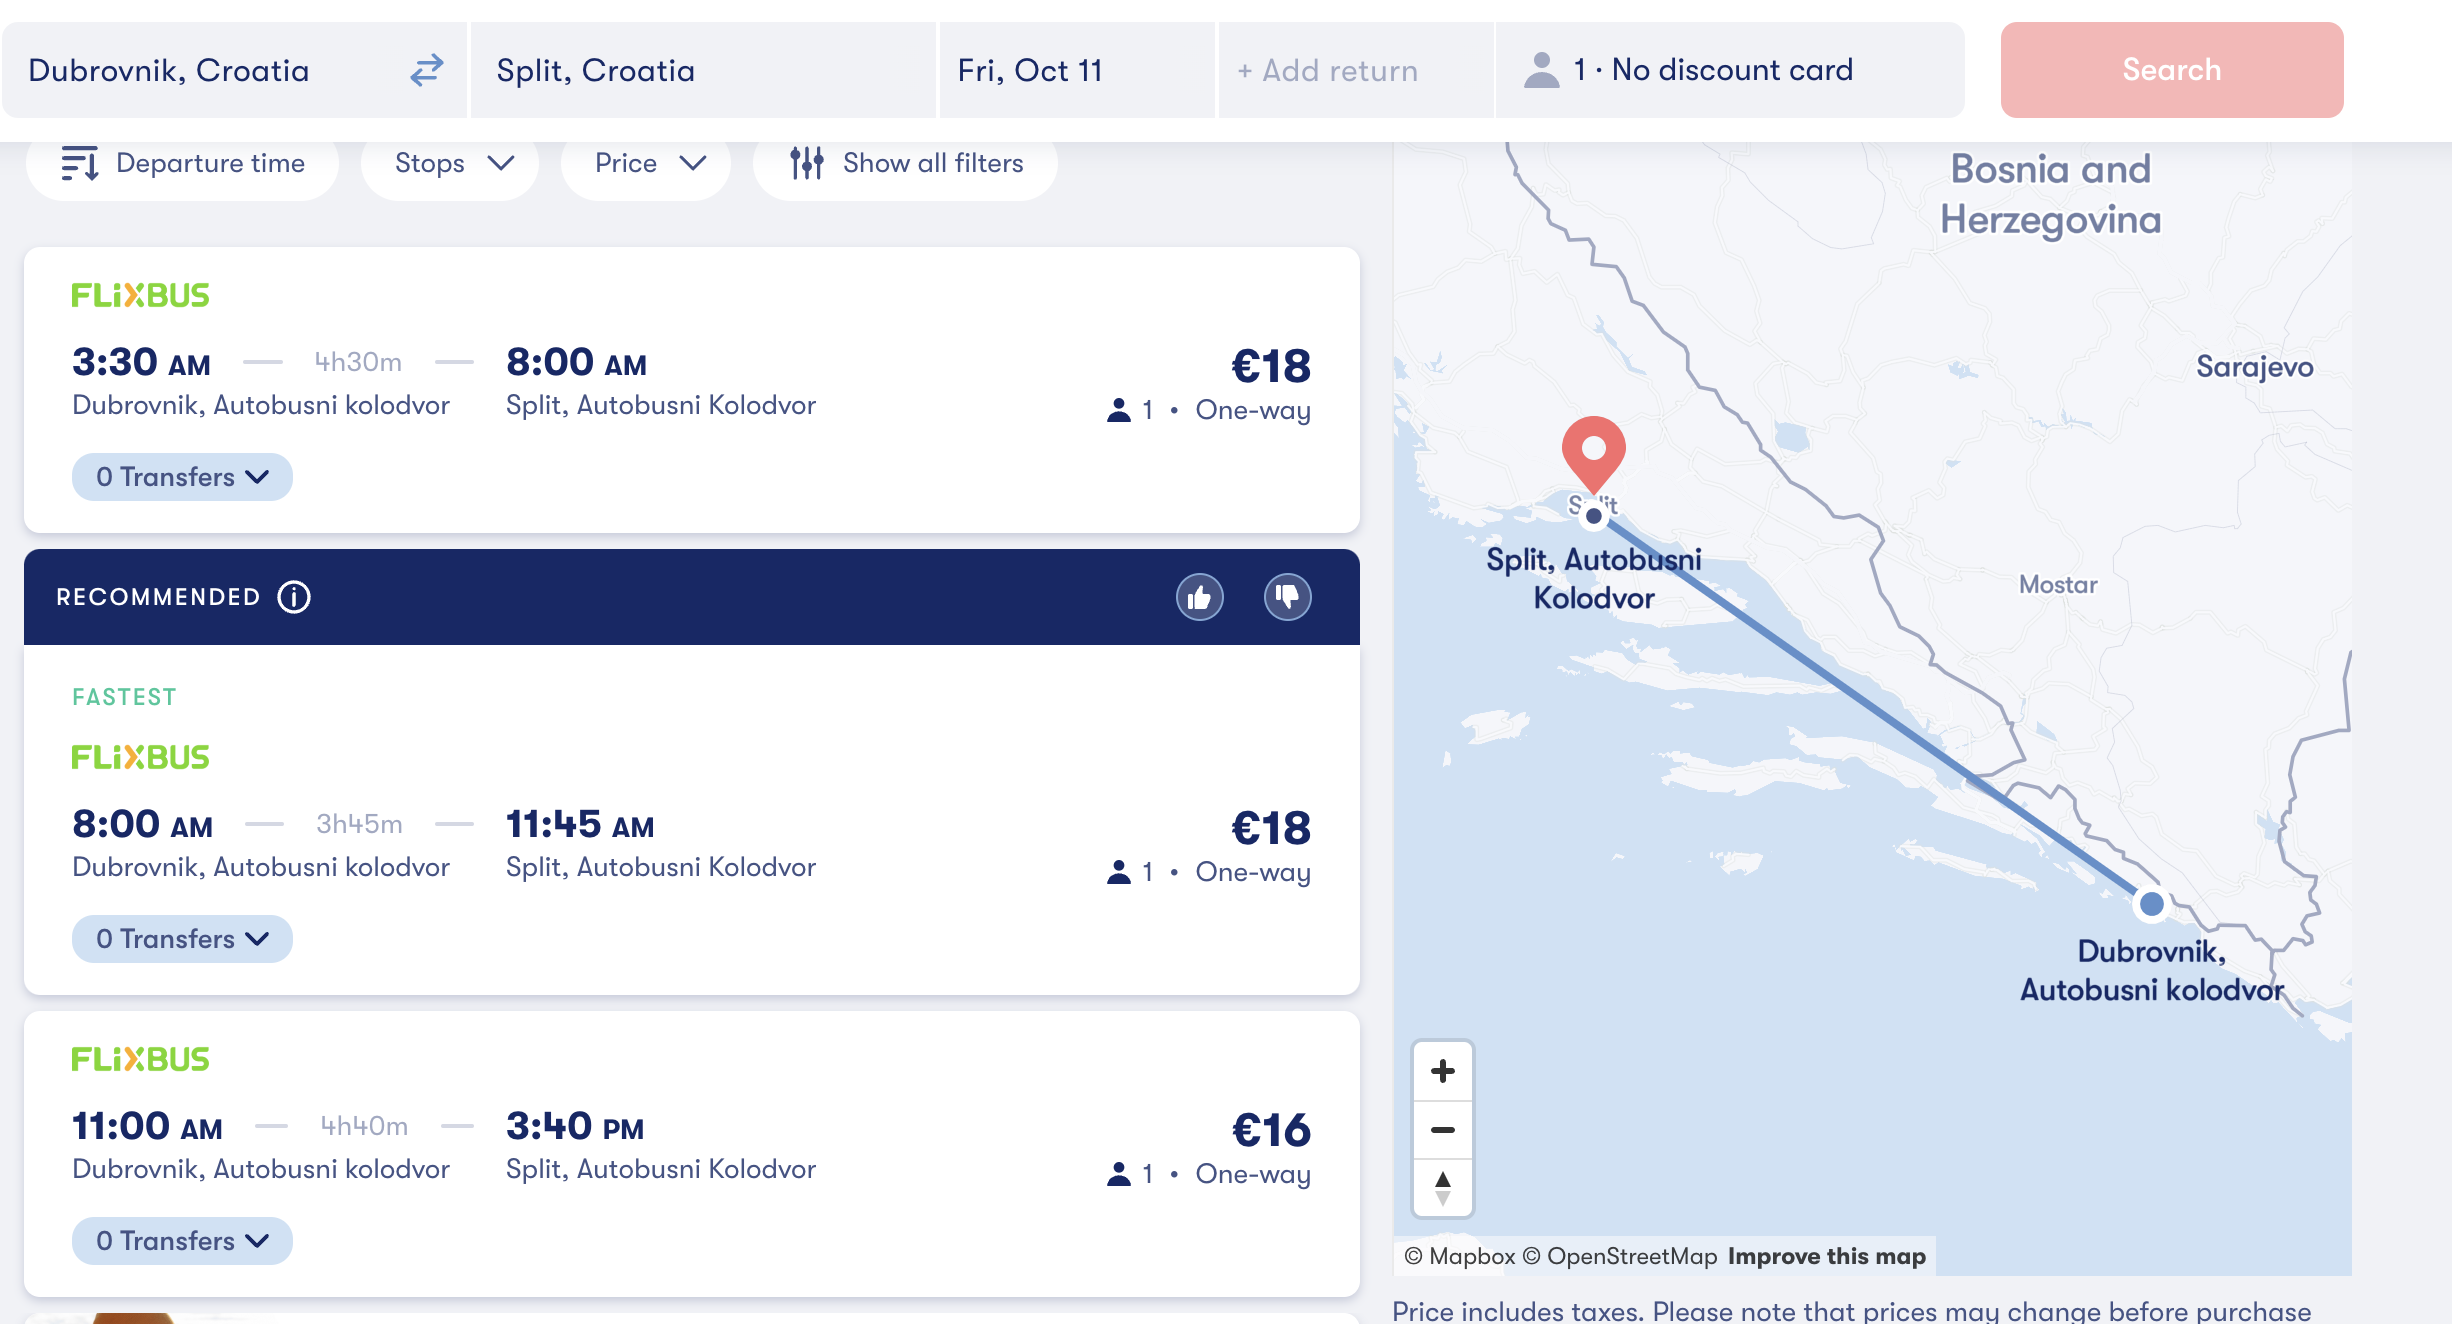 Dubrovnik, Croatia
Split, Croatia
Fri, Oct 11
+ Add return
1 · No discount card
Search
Departure time
Stops
Price
Show all filters
FLiXBUS
3:30 AM
4h30m
8:00 AM
€18
Dubrovnik, Autobusni kolodvor
Split, Autobusni Kolodvor
1 • One-way
0 Transfers
RECOMMENDED
FASTEST
FLiXBUS
8:00 AM
3h45m
11:45 AM
€18
Dubrovnik, Autobusni kolodvor
Split, Autobusni Kolodvor
1 • One-way
0 Transfers
FLiXBUS
11:00 AM
4h40m
3:40 PM
€16
Dubrovnik, Autobusni kolodvor
Split, Autobusni Kolodvor
1 • One-way
0 Transfers
Bosnia and
Herzegovina
Sarajevo
Split
Split, Autobusni
Kolodvor
Mostar
Dubrovnik,
Autobusni kolodvor
© Mapbox © OpenStreetMap Improve this map
Price includes taxes. Please note that prices may change before purchase